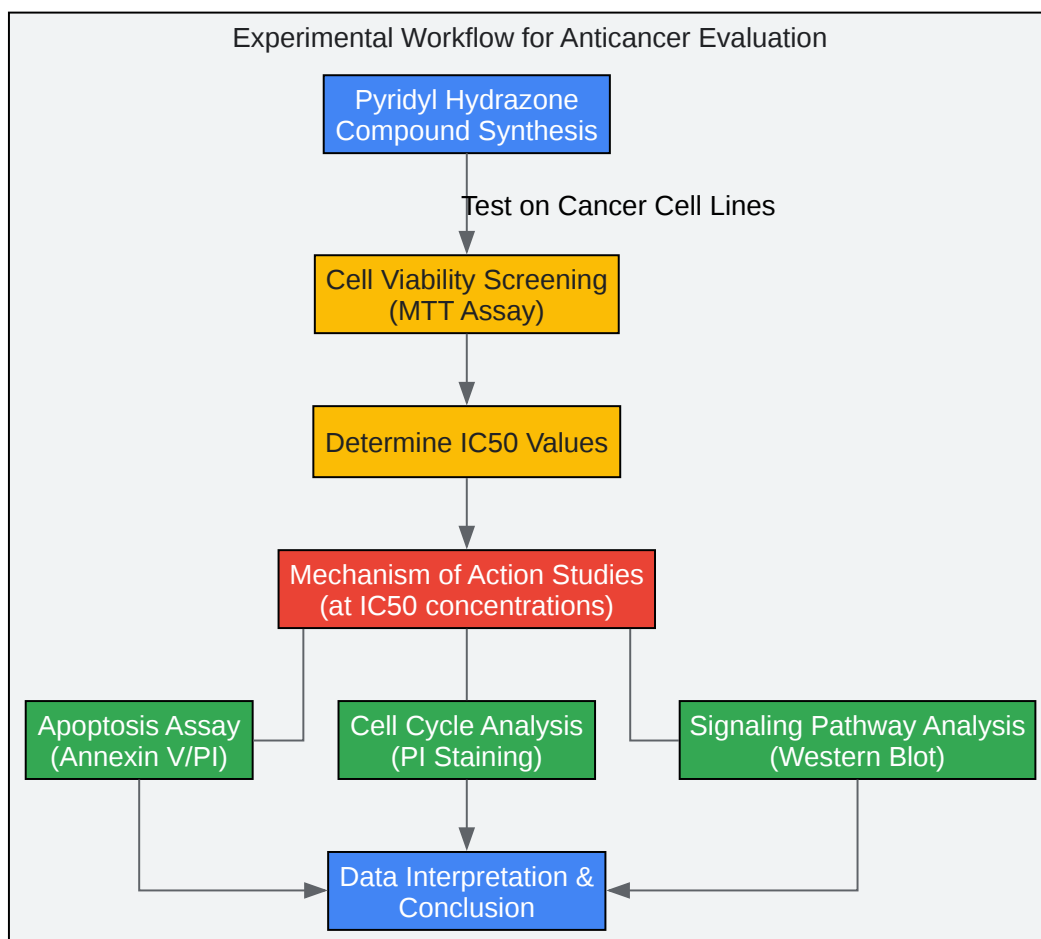 Experimental Workflow for Anticancer Evaluation
Pyridyl Hydrazone
Compound Synthesis
Test on Cancer Cell Lines
Cell Viability Screening
(MTT Assay)
Determine IC50 Values
Mechanism of Action Studies
(at IC50 concentrations)
Apoptosis Assay
(Annexin V/PI)
Cell Cycle Analysis
(PI Staining)
Signaling Pathway Analysis
(Western Blot)
Data Interpretation &
Conclusion